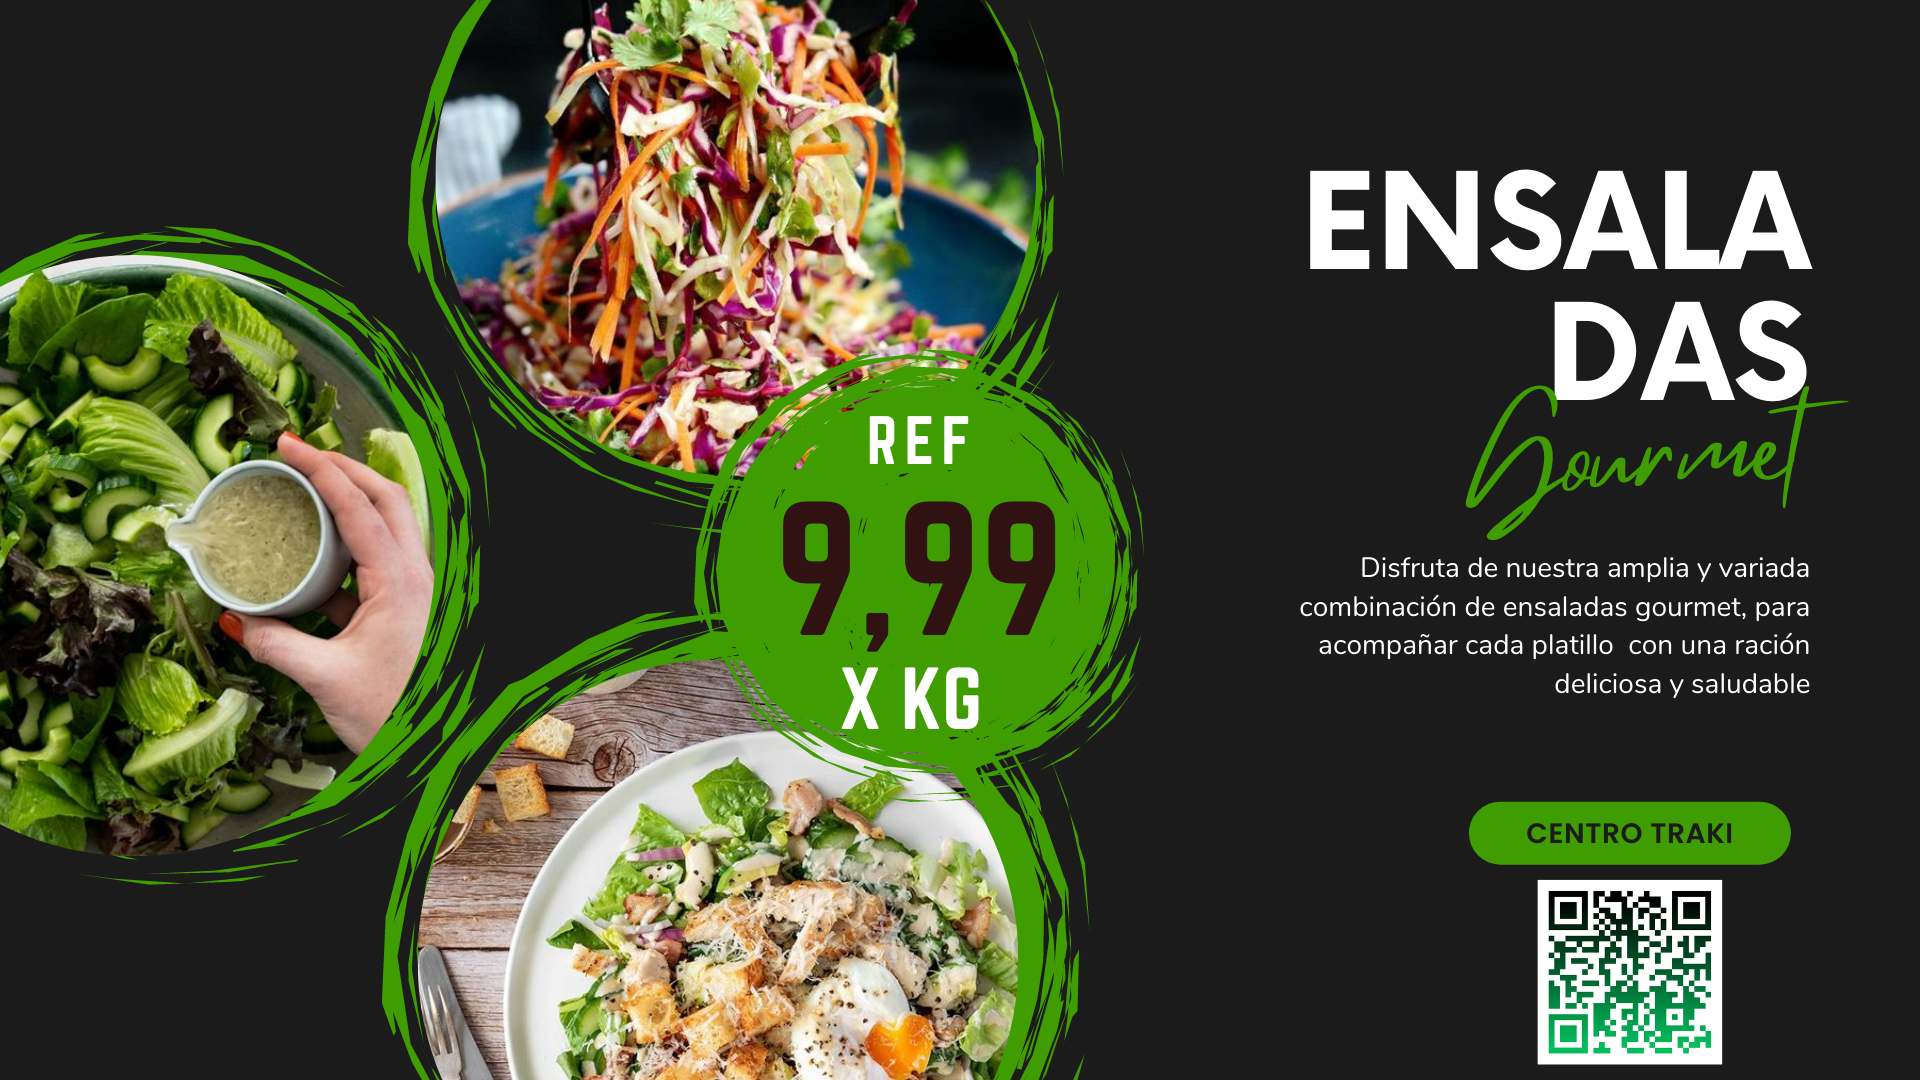 REF
9,99
X KG
ENSALA
DAS
Gourmet
Disfruta de nuestra amplia y variada
combinación de ensaladas gourmet, para
acompañar cada platillo  con una ración
deliciosa y saludable
CENTRO TRAKI